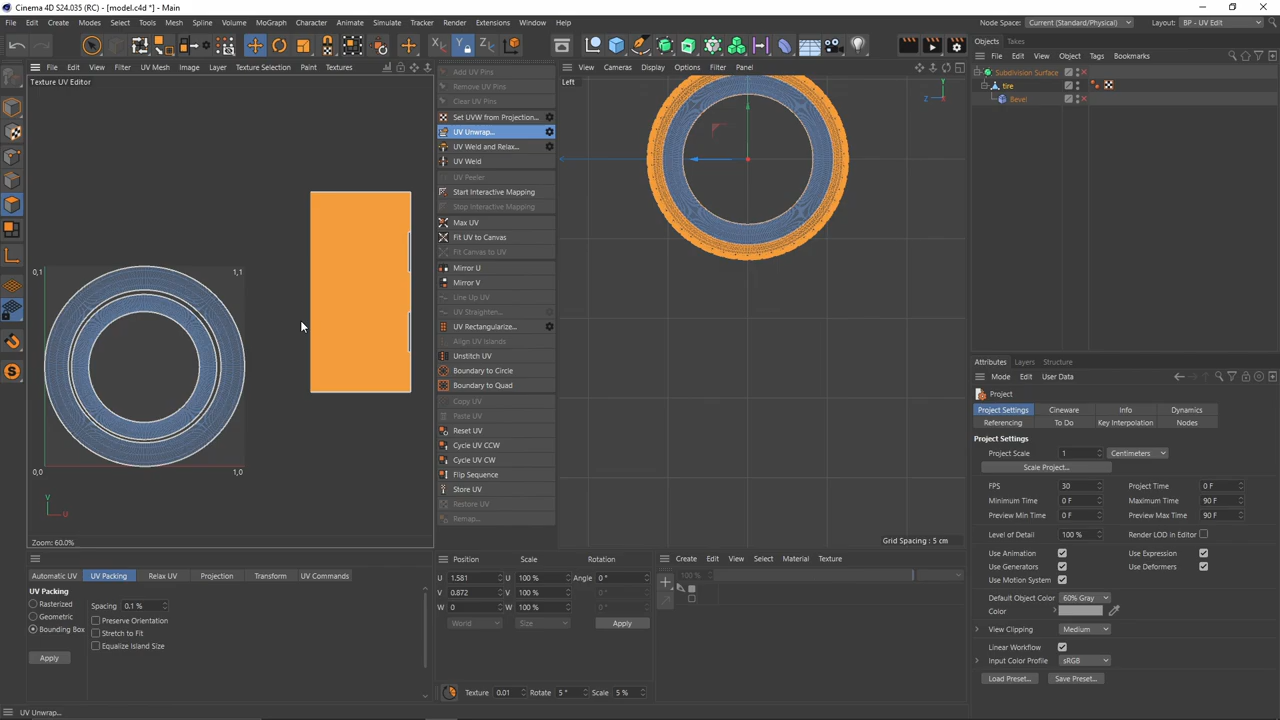 Cinema 4D S24.035 (RC) - [model.c4d *] - Main
File Edit Create Modes Select Tools Mesh Spline Volume MoGraph Character Animate Simulate Tracker Render Extensions Window Help
Node Space: Current (Standard/Physical) Layout: BP - UV Edit
Objects Takes
File Edit View Object Tags Bookmarks
Subdivision Surface
tire
Bevel
File Edit View Filter UV Mesh Image Layer Texture Selection Paint Textures
Texture UV Editor
0,1
1,1
0,0
1,0
V
U
Zoom: 60.0%
Add UV Pins
Remove UV Pins
Clear UV Pins
Set UVW from Projection...
UV Unwrap...
UV Weld and Relax...
UV Weld
UV Peeler
Start Interactive Mapping
Stop Interactive Mapping
Max UV
Fit UV to Canvas
Fit Canvas to UV
Mirror U
Mirror V
Line Up UV
UV Straighten...
UV Rectangularize...
Align UV Islands
Unstitch UV
Boundary to Circle
Boundary to Quad
Copy UV
Paste UV
Reset UV
Cycle UV CCW
Cycle UV CW
Flip Sequence
Store UV
Restore UV
Remap...
View Cameras Display Options Filter Panel
Left
Y
Z
Grid Spacing : 5 cm
Attributes Layers Structure
Mode Edit User Data
Project
Project Settings Cineware Info Dynamics
Referencing To Do Key Interpolation Nodes
Project Settings
Project Scale 1 Centimeters
Scale Project...
FPS 30 Project Time 0 F
Minimum Time 0 F Maximum Time 90 F
Preview Min Time 0 F Preview Max Time 90 F
Level of Detail 100 % Render LOD in Editor
Use Animation Use Expression
Use Generators Use Deformers
Use Motion System
Default Object Color 60% Gray
Color
View Clipping Medium
Linear Workflow
Input Color Profile sRGB
Load Preset... Save Preset...
Automatic UV UV Packing Relax UV Projection Transform UV Commands
UV Packing
Rasterized
Geometric
Bounding Box
Spacing 0.1 %
Preserve Orientation
Stretch to Fit
Equalize Island Size
Apply
Position Scale Rotation
U 1.581 U 100 % Angle 0 °
V 0.872 V 100 % 0 °
W 0 W 100 % 0 °
World Size Apply
Texture 0.01 Rotate 5 ° Scale 5 %
Create Edit View Select Material Texture
100 %
UV Unwrap...